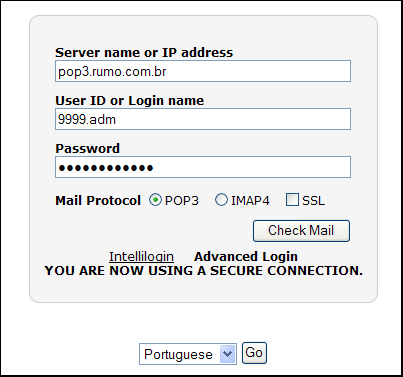 Server name or IP address
pop3.rumo.com.br
User ID or Login name
9999.adm
Password
●●●●●●●●●●●●
Mail Protocol POP3 IMAP4 SSL
Check Mail
Intellilogin Advanced Login
YOU ARE NOW USING A SECURE CONNECTION.
Portuguese Go